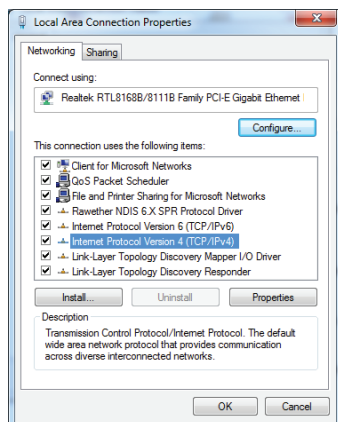 Local Area Connection Properties
Networking
Sharing
Connect using:
Realtek RTL8168B/8111B Family PCI-E Gigabit Ethernet
Configure...
This connection uses the following items:
Client for Microsoft Networks
QoS Packet Scheduler
File and Printer Sharing for Microsoft Networks
Rawether NDIS 6.X SPR Protocol Driver
Internet Protocol Version 6 (TCP/IPv6)
Internet Protocol Version 4 (TCP/IPv4)
Link-Layer Topology Discovery Mapper I/O Driver
Link-Layer Topology Discovery Responder
Install...
Uninstall
Properties
Description
Transmission Control Protocol/Internet Protocol. The default
wide area network protocol that provides communication
across diverse interconnected networks.
OK
Cancel